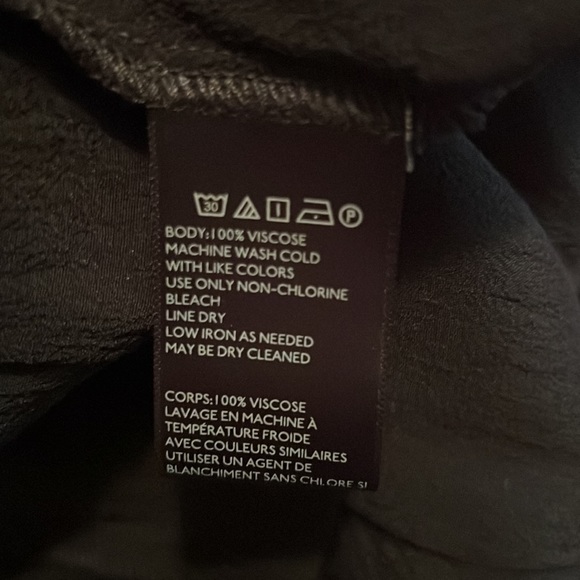 30 P
BODY:100% VISCOSE
MACHINE WASH COLD
WITH LIKE COLORS
USE ONLY NON-CHLORINE
BLEACH
LINE DRY
LOW IRON AS NEEDED
MAY BE DRY CLEANED
CORPS:100% VISCOSE
LAVAGE EN MACHINE À
TEMPÉRATURE FROIDE
AVEC COULEURS SIMILAIRES
UTILISER UN AGENT DE
BLANCHIMENT SANS CHLORE SI